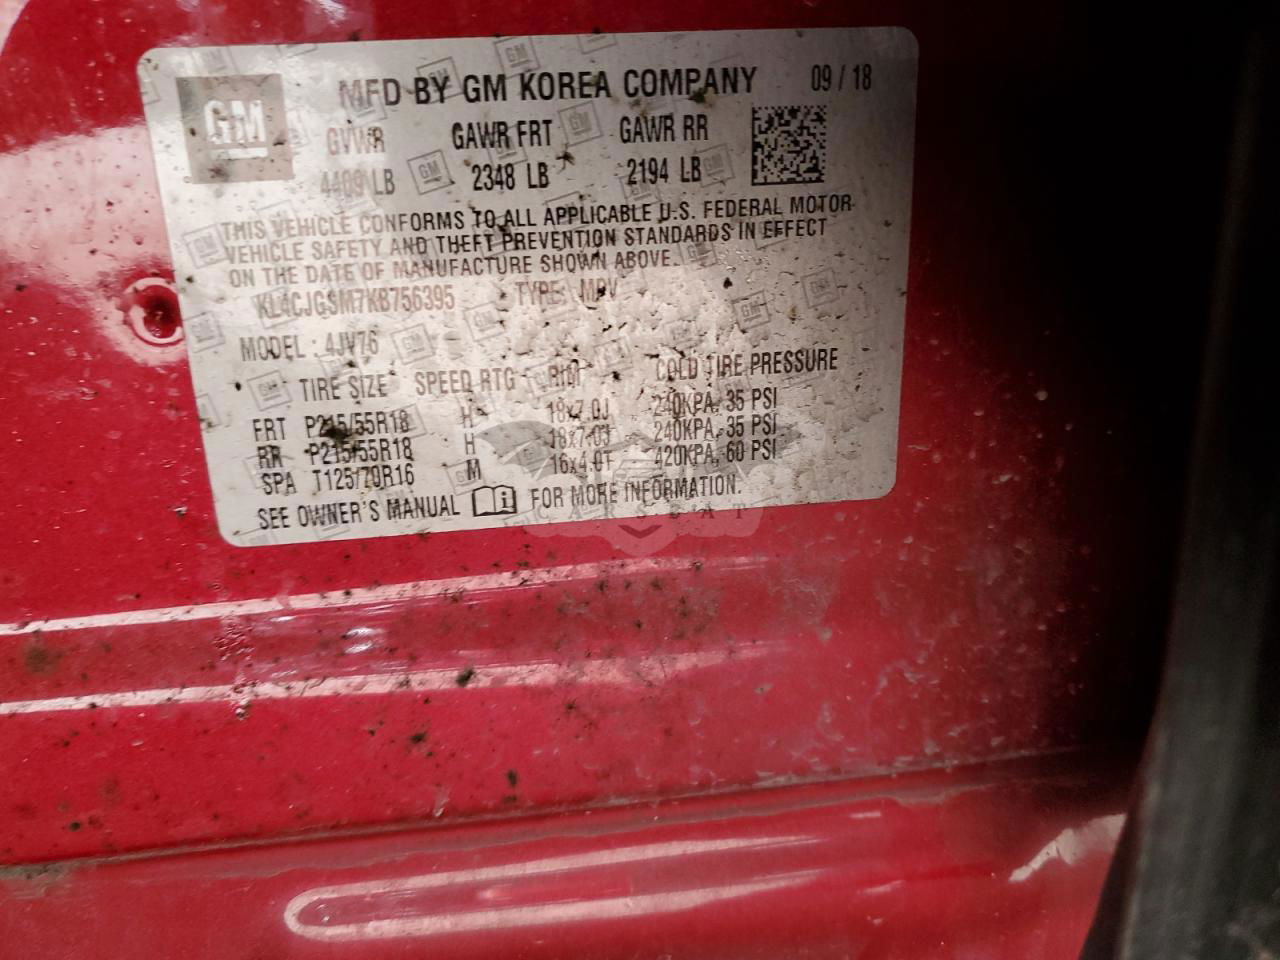 GM MFD BY GM KOREA COMPANY 09 / 18
GVWR GAWR FRT GAWR RR
4409 LB 2348 LB 2194 LB
THIS VEHICLE CONFORMS TO ALL APPLICABLE U.S. FEDERAL MOTOR
VEHICLE SAFETY AND THEFT PREVENTION STANDARDS IN EFFECT
ON THE DATE OF MANUFACTURE SHOWN ABOVE.
KL4CJGSM7KB756395 TYPE: MPV
MODEL: 4JV76
TIRE SIZE SPEED RTG RIM COLD TIRE PRESSURE
FRT P215/55R18 H 18x7.0J 240KPA, 35 PSI
RR P215/55R18 H 18x7.0J 240KPA, 35 PSI
SPA T125/70R16 M 16x4.0T 420KPA, 60 PSI
SEE OWNER'S MANUAL FOR MORE INFORMATION.
CARSBAT